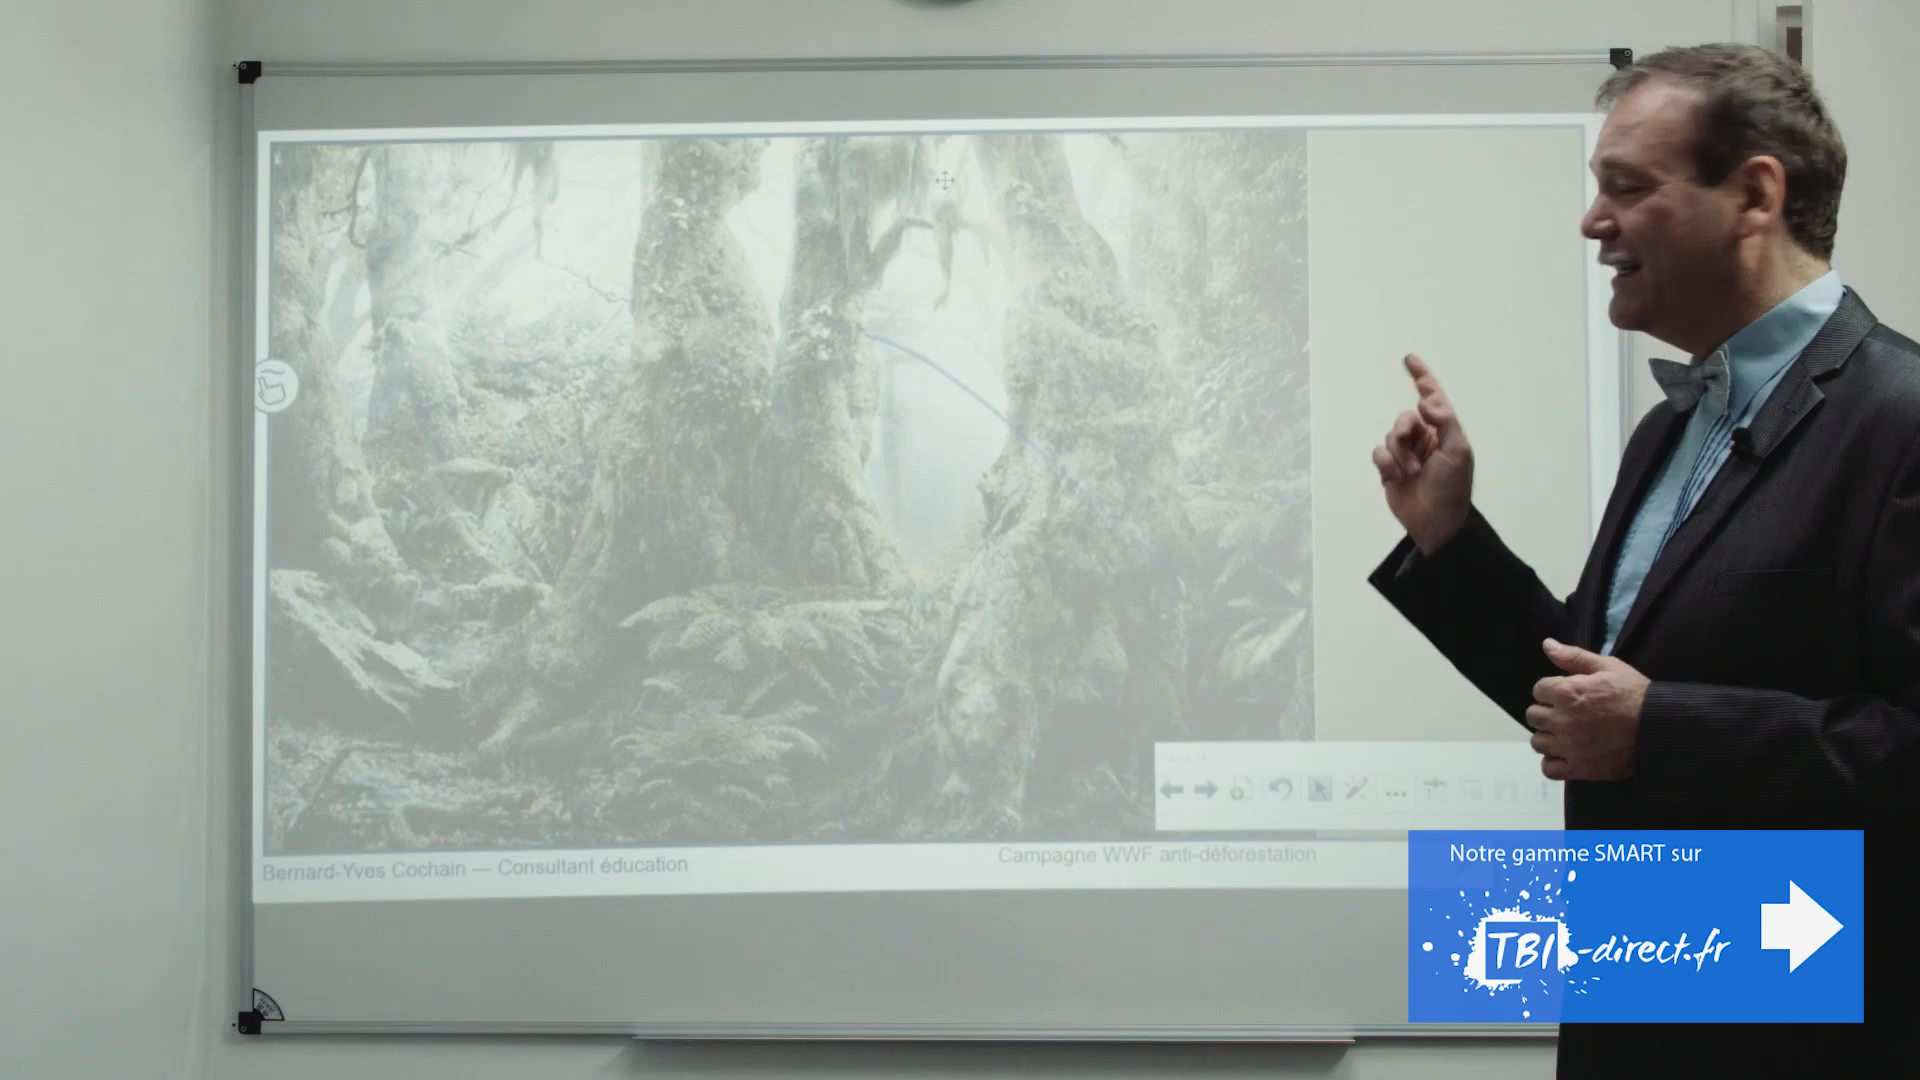 Bernard-Yves Cochain — Consultant éducation
Campagne WWF anti-déforestation
Notre gamme SMART sur
TBI-direct.fr